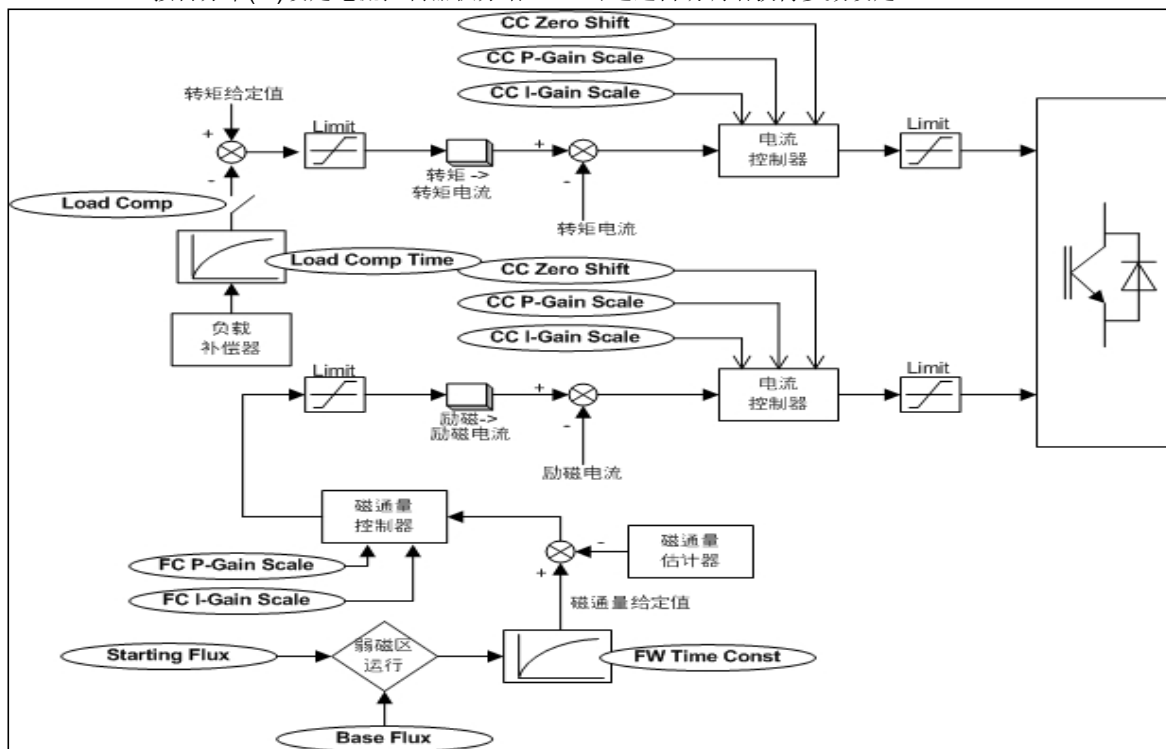 CC Zero Shift
CC P-Gain Scale
CC I-Gain Scale
转矩给定值
+
-
Limit
转矩 ->
转矩电流
+
-
转矩电流
电流
控制器
Limit
Load Comp
Load Comp Time
负载
补偿器
CC Zero Shift
CC P-Gain Scale
CC I-Gain Scale
Limit
励磁->
励磁电流
+
-
励磁电流
电流
控制器
Limit
磁通量
控制器
-
+
磁通量
估计器
FC P-Gain Scale
FC I-Gain Scale
磁通量给定值
Starting Flux
弱磁区
运行
FW Time Const
Base Flux